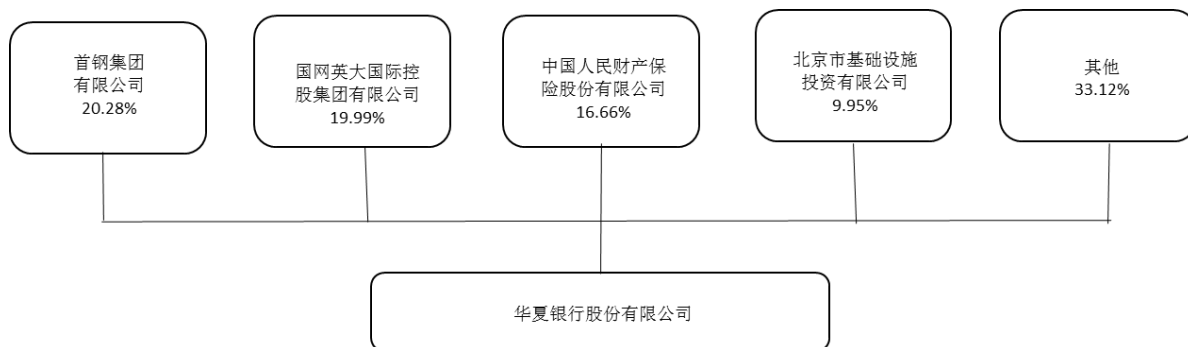 首钢集团
有限公司
20.28%
国网英大国际控
股集团有限公司
19.99%
中国人民财产保
险股份有限公司
16.66%
北京市基础设施
投资有限公司
9.95%
其他
33.12%
华夏银行股份有限公司